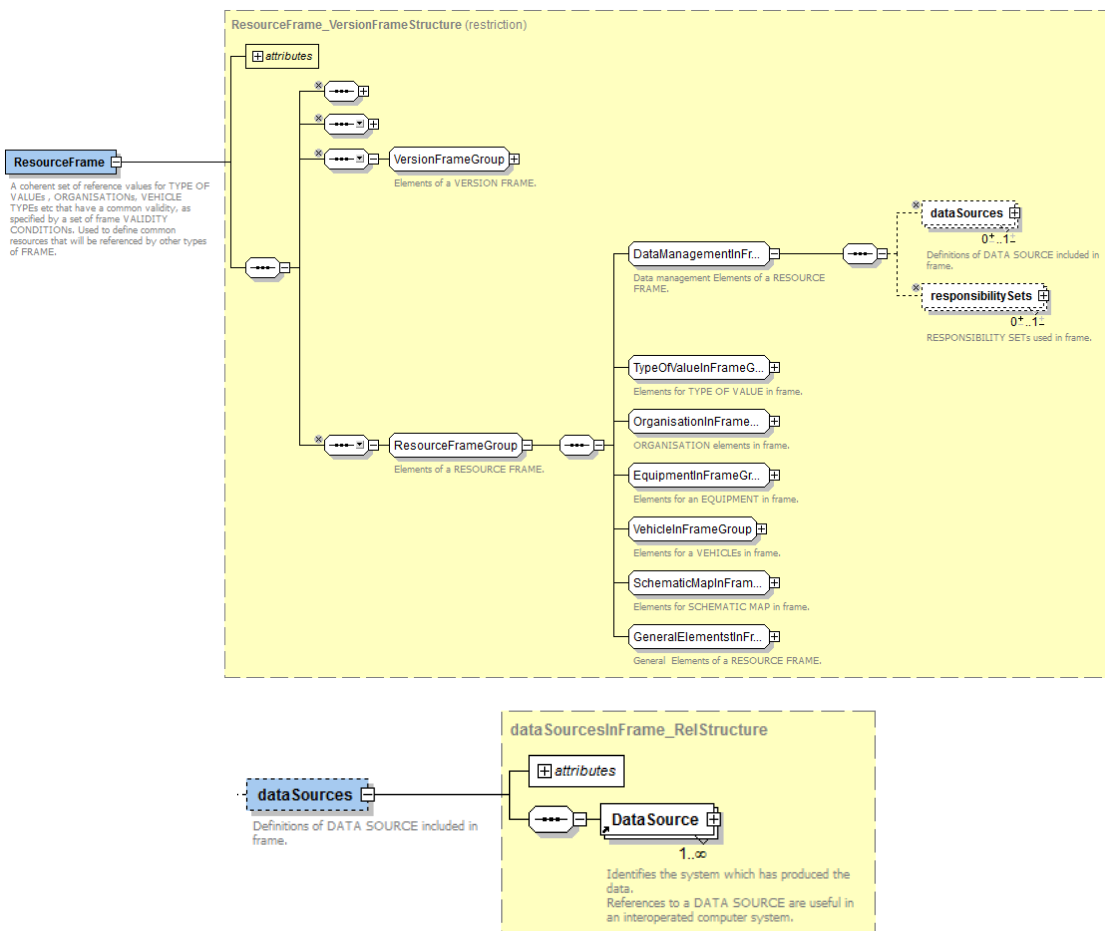 ResourceFrame_VersionFrameStructure (restriction)
attributes
VersionFrameGroup
Elements of a VERSION FRAME.
ResourceFrame
A coherent set of reference values for TYPE OF
VALUEs , ORGANISATIONs, VEHICLE
TYPEs etc that have a common validity, as
specified by a set of frame VALIDITY
CONDITIONs. Used to define common
resources that will be referenced by other types
of FRAME.
dataSources
0+..1-
Definitions of DATA SOURCE included in
frame.
DataManagementInFr...
Data management Elements of a RESOURCE
FRAME.
responsibilitySets
0+..1-
RESPONSIBILITY SETs used in frame.
TypeOfValueInFrameG...
Elements for TYPE OF VALUE in frame.
OrganisationInFrame...
ORGANISATION elements in frame.
ResourceFrameGroup
Elements of a RESOURCE FRAME.
EquipmentInFrameGr...
Elements for an EQUIPMENT in frame.
VehicleInFrameGroup
Elements for a VEHICLEs in frame.
SchematicMapInFram...
Elements for SCHEMATIC MAP in frame.
GeneralElementstInFr...
General  Elements of a RESOURCE FRAME.
dataSourcesInFrame_RelStructure
attributes
dataSources
Definitions of DATA SOURCE included in
frame.
DataSource
1..∞
Identifies the system which has produced the
data.
References to a DATA SOURCE are useful in
an interoperated computer system.